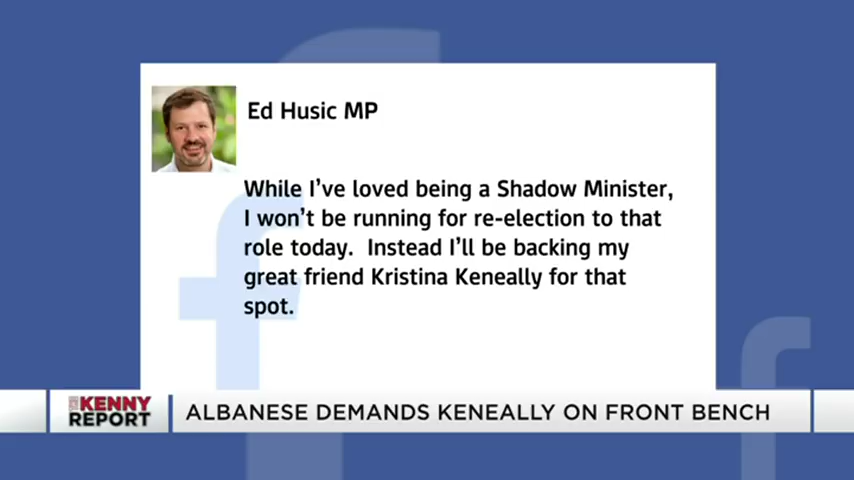 Ed Husic MP
While I've loved being a Shadow Minister,
I won't be running for re-election to that
role today. Instead I'll be backing my
great friend Kristina Keneally for that
spot.
KENNY
REPORT
ALBANESE DEMANDS KENEALLY ON FRONT BENCH